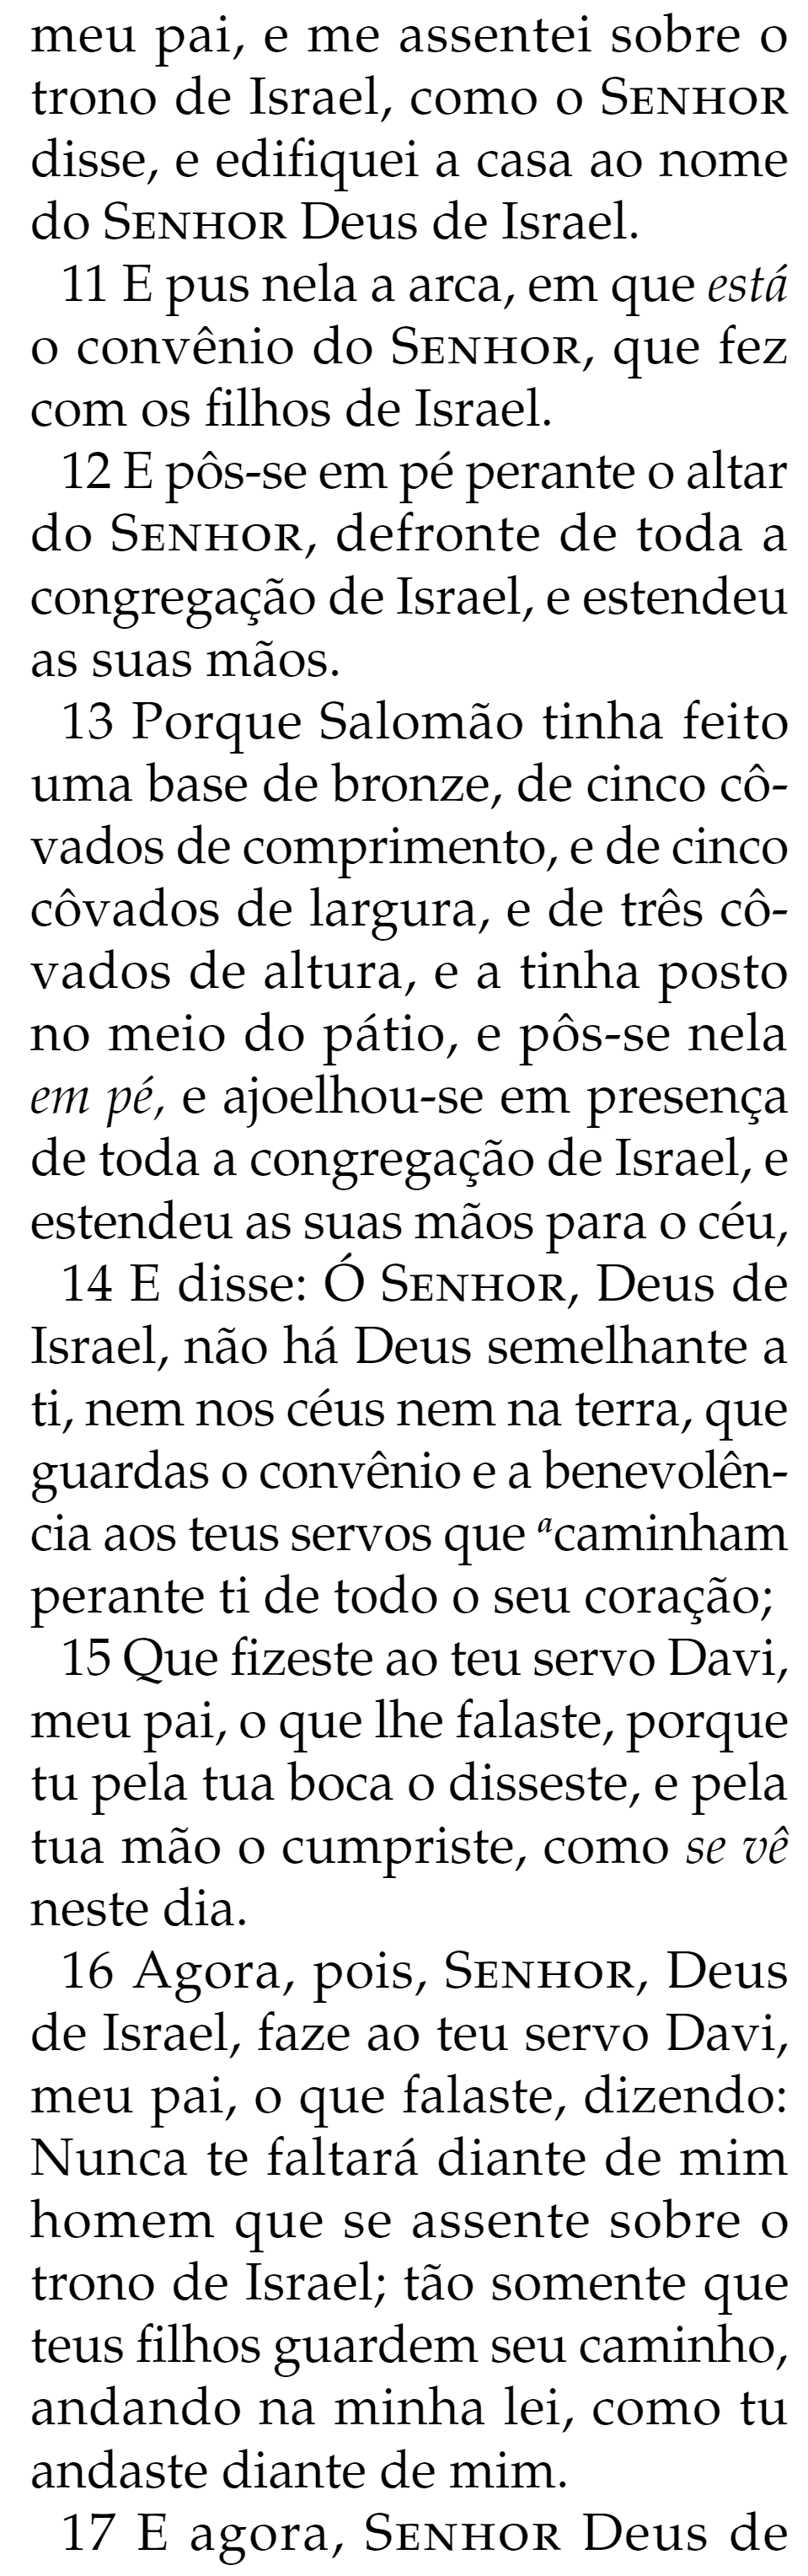 meu pai, e me assentei sobre o
trono de Israel, como o SENHOR
disse, e edifiquei a casa ao nome
do SENHOR Deus de Israel.
11 E pus nela a arca, em que está
o convênio do SENHOR, que fez
com os filhos de Israel.
12 E pôs-se em pé perante o altar
do SENHOR, defronte de toda a
congregação de Israel, e estendeu
as suas mãos.
13 Porque Salomão tinha feito
uma base de bronze, de cinco cô-
vados de comprimento, e de cinco
côvados de largura, e de três cô-
vados de altura, e a tinha posto
no meio do pátio, e pôs-se nela
em pé, e ajoelhou-se em presença
de toda a congregação de Israel, e
estendeu as suas mãos para o céu,
14 E disse: Ó SENHOR, Deus de
Israel, não há Deus semelhante a
ti, nem nos céus nem na terra, que
guardas o convênio e a benevolên-
cia aos teus servos que ᵃcaminham
perante ti de todo o seu coração;
15 Que fizeste ao teu servo Davi,
meu pai, o que lhe falaste, porque
tu pela tua boca o disseste, e pela
tua mão o cumpriste, como se vê
neste dia.
16 Agora, pois, SENHOR, Deus
de Israel, faze ao teu servo Davi,
meu pai, o que falaste, dizendo:
Nunca te faltará diante de mim
homem que se assente sobre o
trono de Israel; tão somente que
teus filhos guardem seu caminho,
andando na minha lei, como tu
andaste diante de mim.
17 E agora, SENHOR Deus de